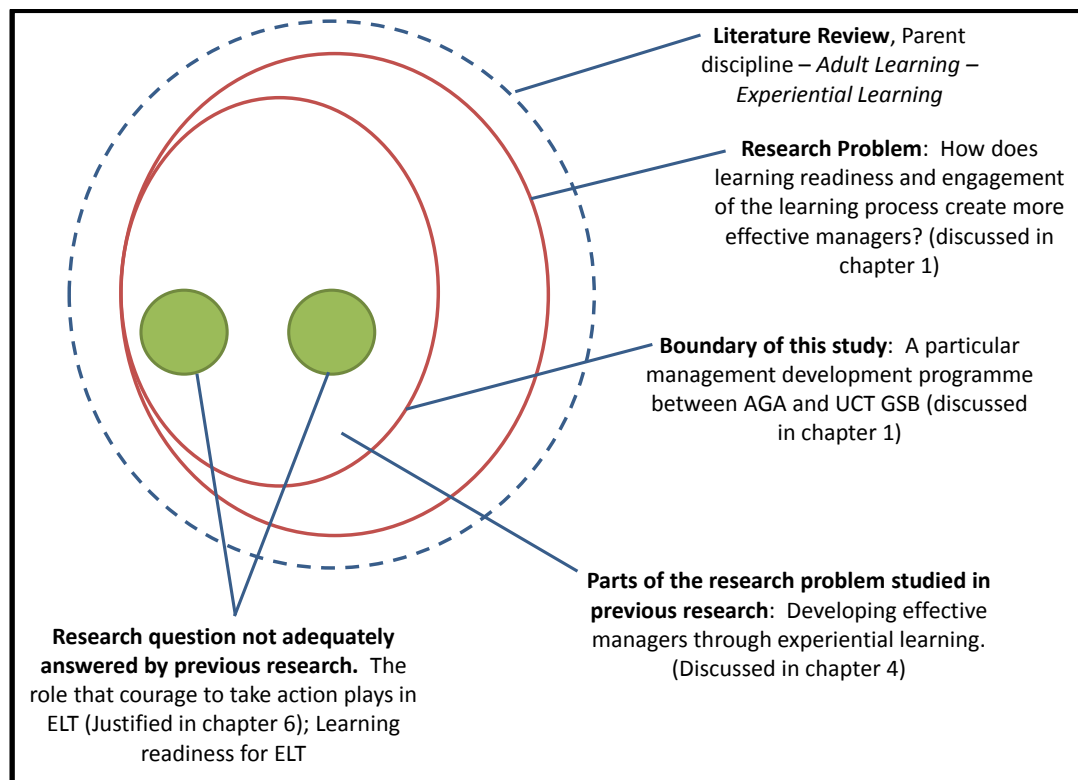 Literature Review, Parent
discipline – Adult Learning –
Experiential Learning
Research Problem:  How does
learning readiness and engagement
of the learning process create more
effective managers? (discussed in
chapter 1)
Boundary of this study:  A particular
management development programme
between AGA and UCT GSB (discussed
in chapter 1)
Parts of the research problem studied in
previous research:  Developing effective
managers through experiential learning.
(Discussed in chapter 4)
Research question not adequately
answered by previous research.  The
role that courage to take action plays in
ELT (Justified in chapter 6); Learning
readiness for ELT